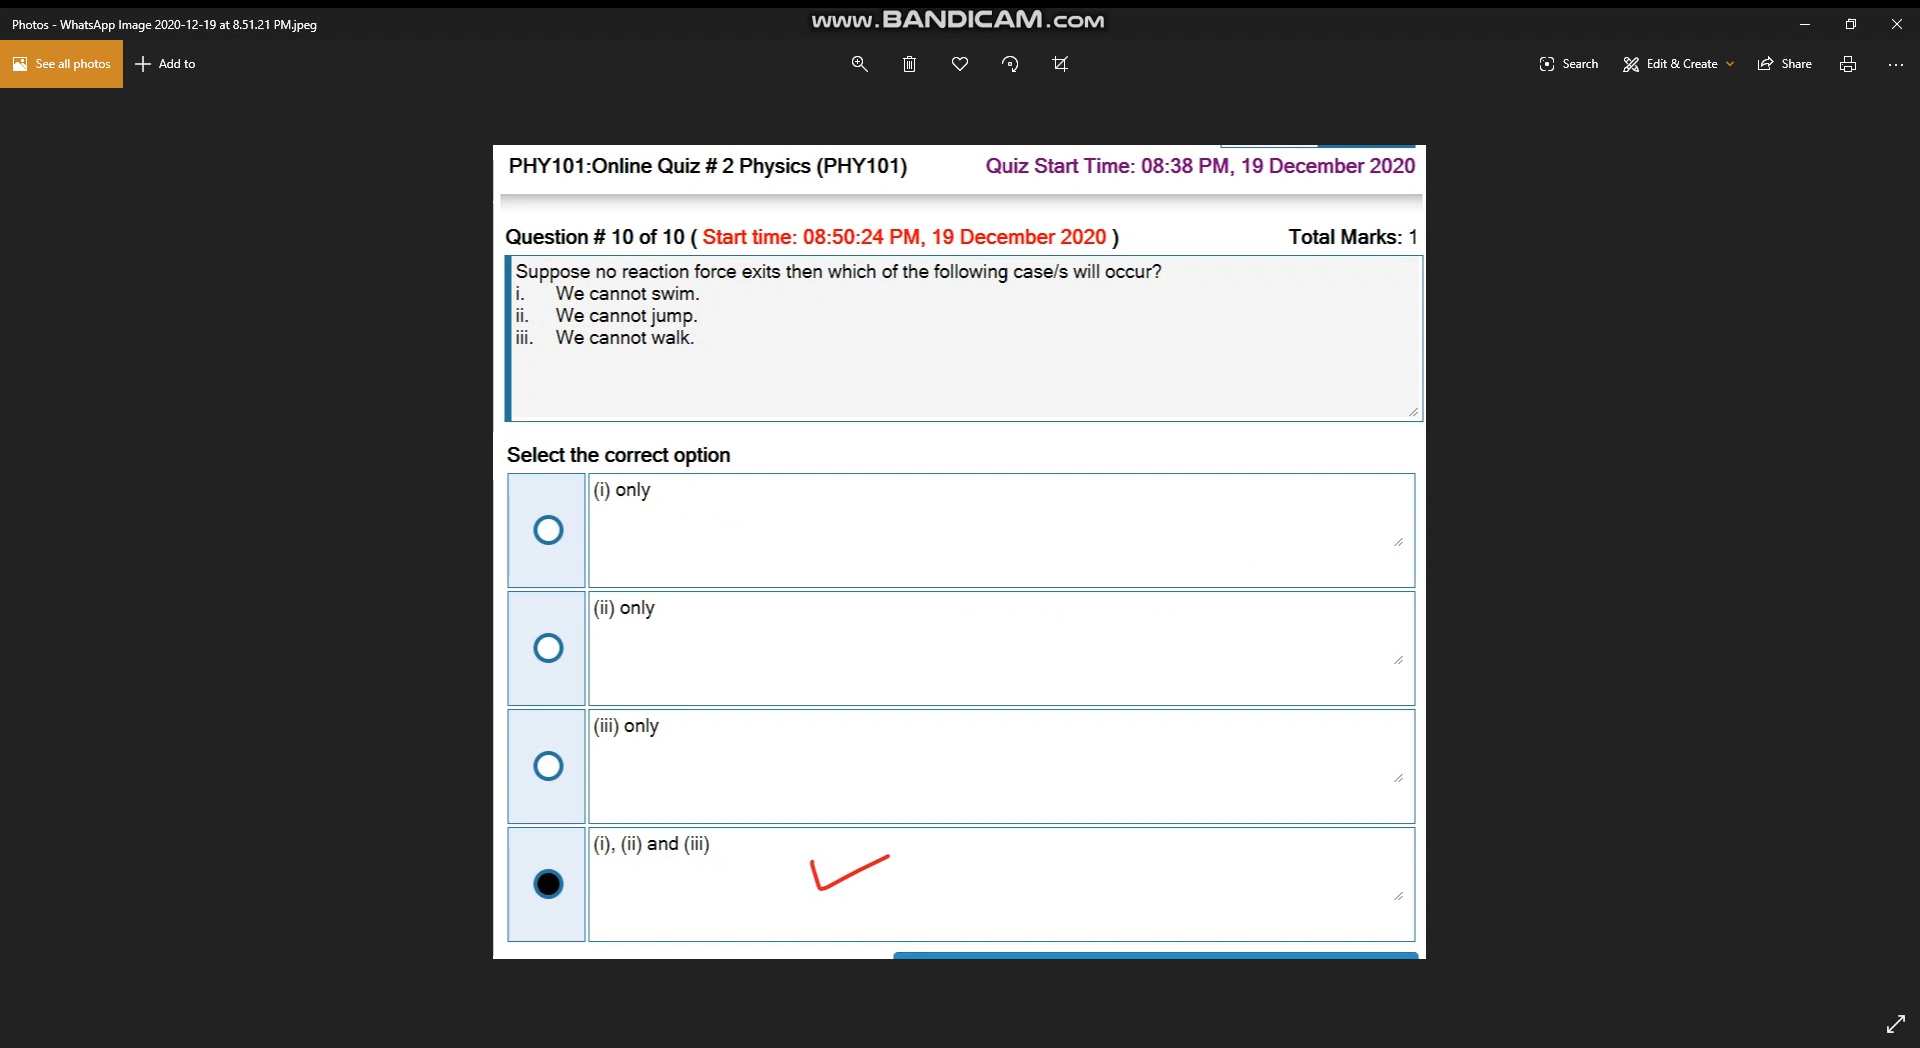 www.BANDICAM.COM
Photos - WhatsApp Image 2020-12-19 at 8.51.21 PM.jpeg
See all photos
Add to
Search
Edit & Create
Share
PHY101:Online Quiz # 2 Physics (PHY101)
Quiz Start Time: 08:38 PM, 19 December 2020
Question # 10 of 10 ( Start time: 08:50:24 PM, 19 December 2020 )
Total Marks: 1
Suppose no reaction force exits then which of the following case/s will occur?
i. We cannot swim.
ii. We cannot jump.
iii. We cannot walk.
Select the correct option
(i) only
(ii) only
(iii) only
(i), (ii) and (iii)